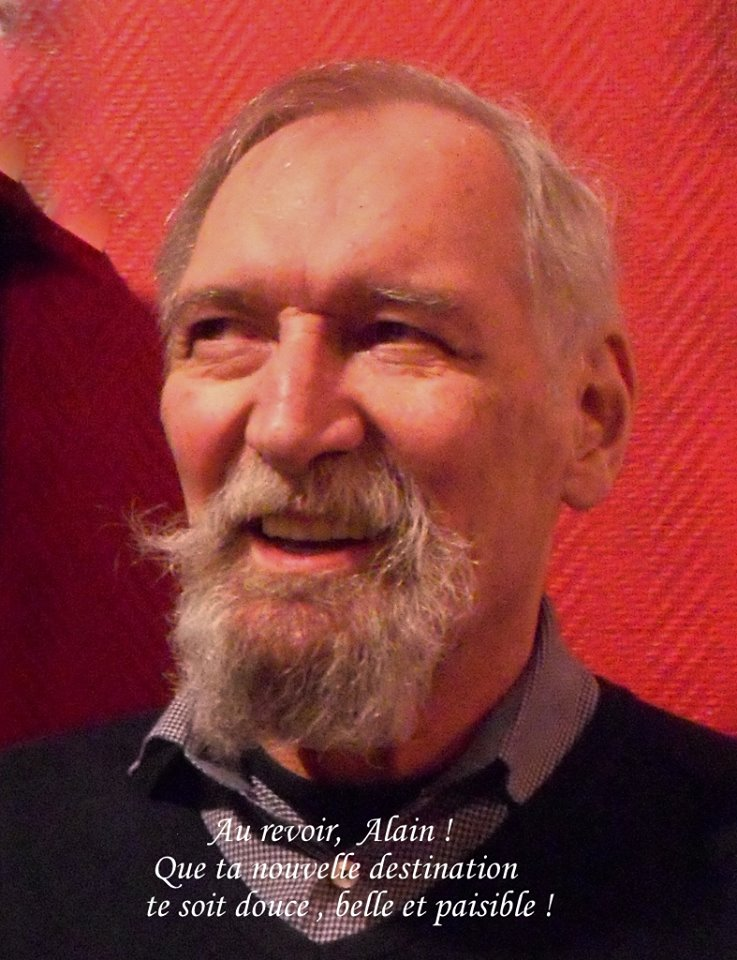 Au revoir, Alain !
Que ta nouvelle destination
te soit douce , belle et paisible !